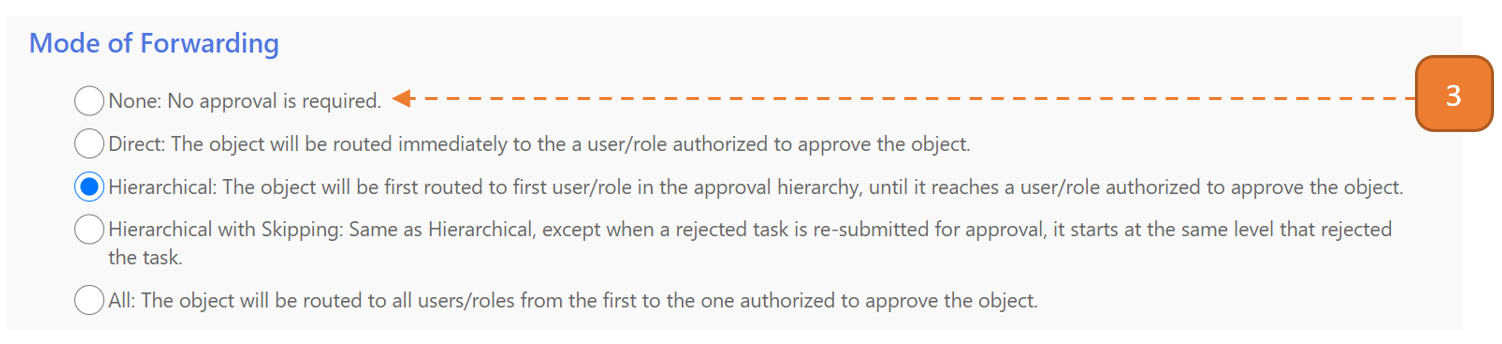 Mode of Forwarding
None: No approval is required.
3
Direct: The object will be routed immediately to the a user/role authorized to approve the object.
Hierarchical: The object will be first routed to first user/role in the approval hierarchy, until it reaches a user/role authorized to approve the object.
Hierarchical with Skipping: Same as Hierarchical, except when a rejected task is re-submitted for approval, it starts at the same level that rejected
the task.
All: The object will be routed to all users/roles from the first to the one authorized to approve the object.